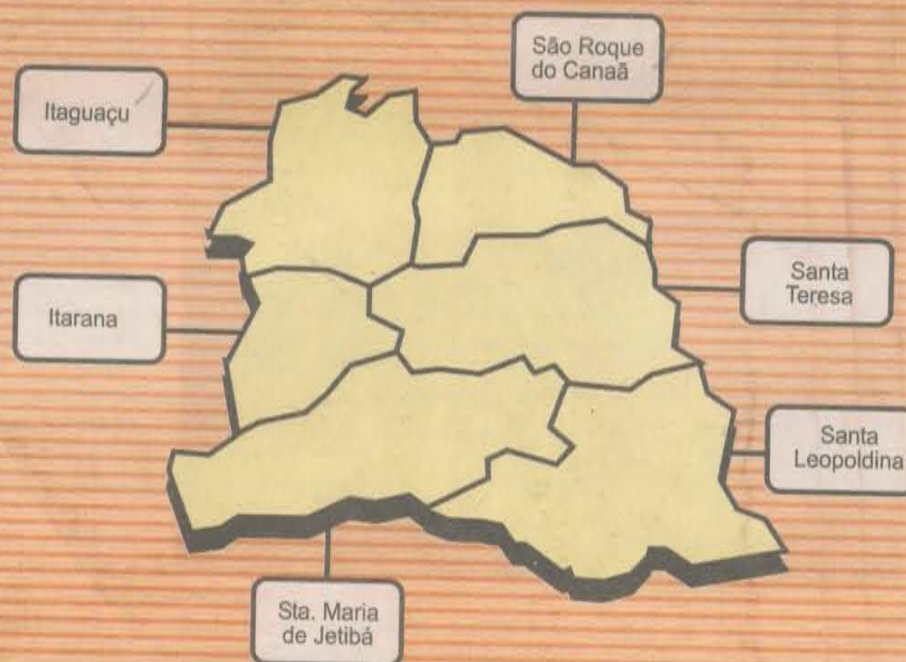 São Roque
do Canaã
Itaguaçu
Santa
Teresa
Itarana
Santa
Leopoldina
Sta. Maria
de Jetibá